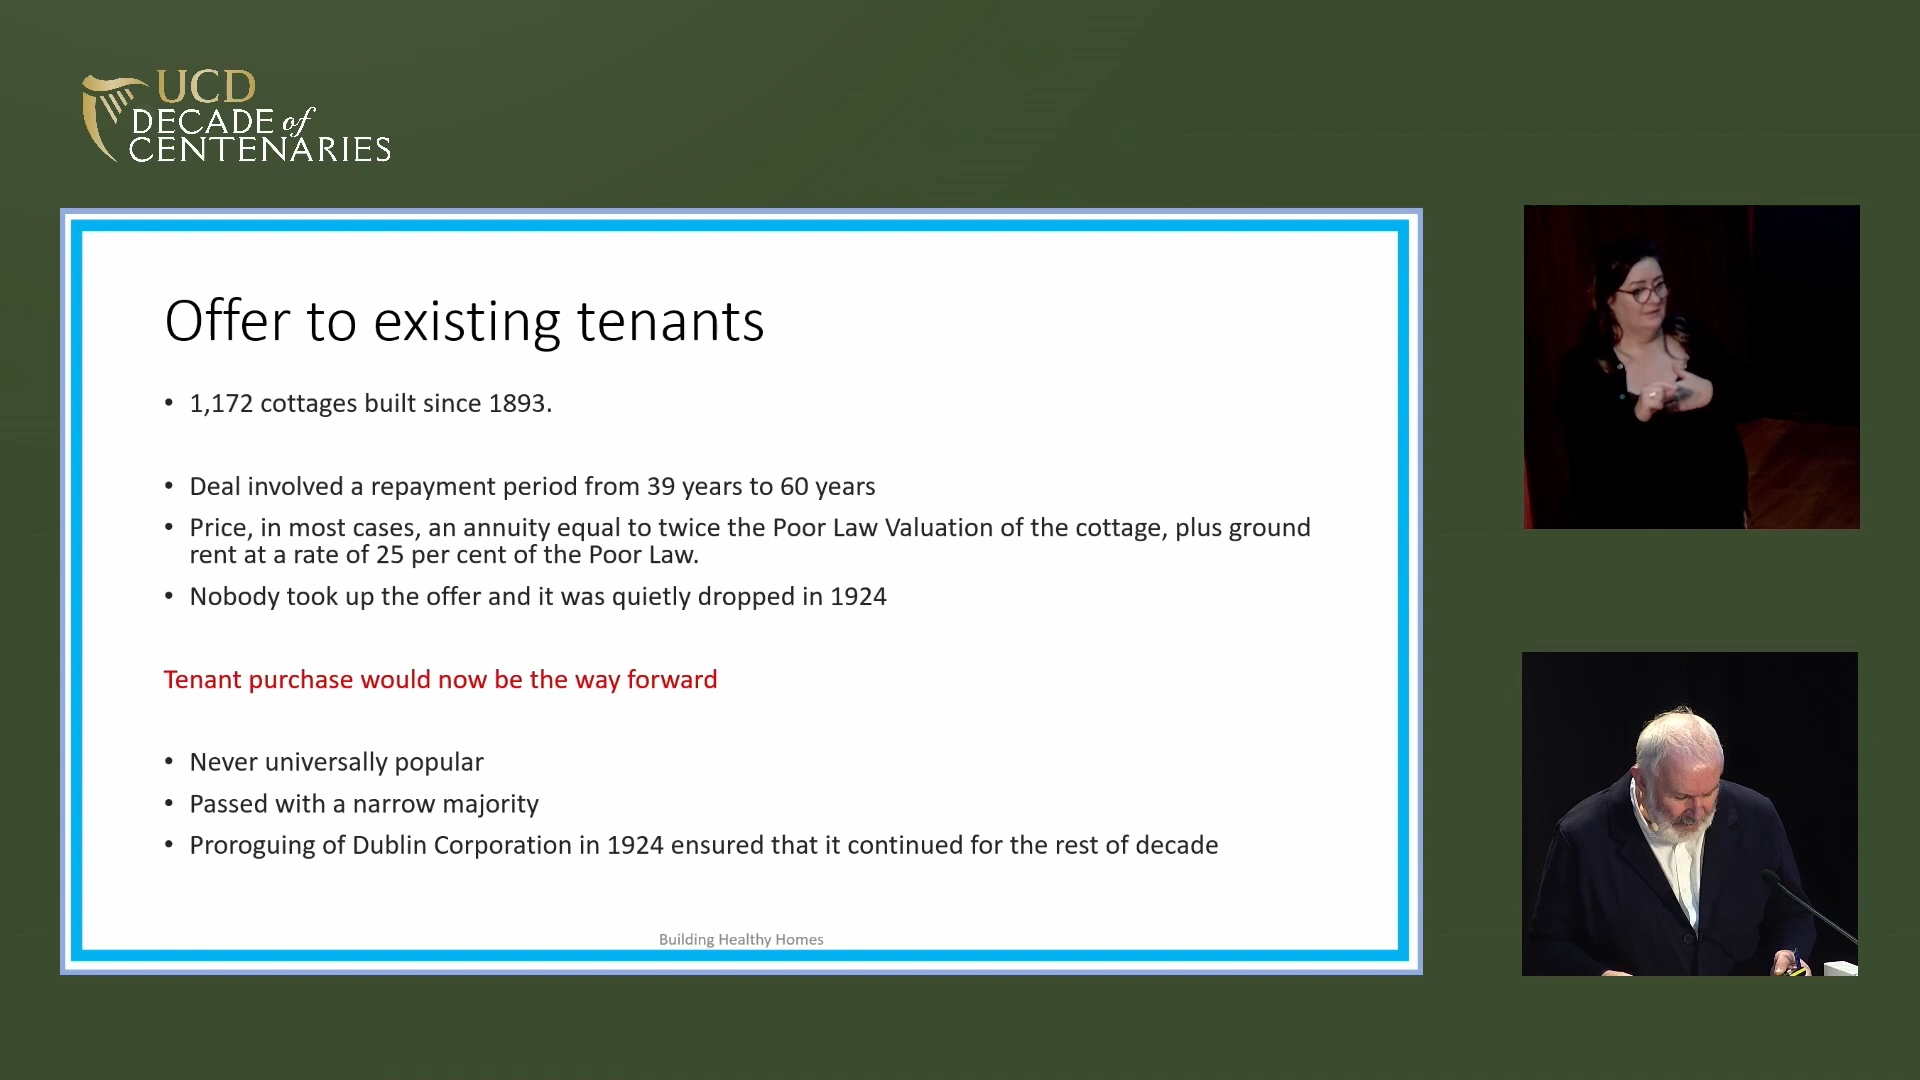 UCD
DECADE of
CENTENARIES
Offer to existing tenants
• 1,172 cottages built since 1893.
• Deal involved a repayment period from 39 years to 60 years
• Price, in most cases, an annuity equal to twice the Poor Law Valuation of the cottage, plus ground
rent at a rate of 25 per cent of the Poor Law.
• Nobody took up the offer and it was quietly dropped in 1924
Tenant purchase would now be the way forward
• Never universally popular
• Passed with a narrow majority
• Proroguing of Dublin Corporation in 1924 ensured that it continued for the rest of decade
Building Healthy Homes